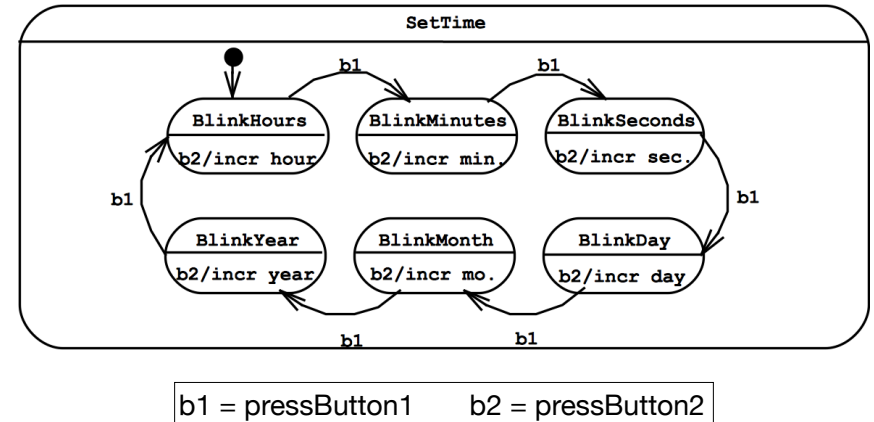 SetTime
b1 b1
BlinkHours BlinkMinutes BlinkSeconds
b2/incr hour b2/incr min. b2/incr sec.
b1 b1
BlinkYear BlinkMonth BlinkDay
b2/incr year b2/incr mo. b2/incr day
b1 b1
b1 = pressButton1 b2 = pressButton2